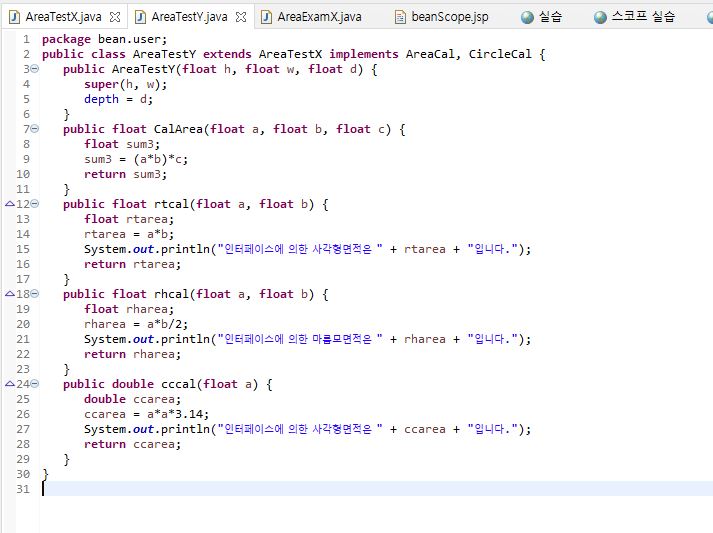 AreaTestX.java AreaTestY.java AreaExamX.java beanScope.jsp 실습 스코프 실습
1 package bean.user;
2 public class AreaTestY extends AreaTestX implements AreaCal, CircleCal {
3 public AreaTestY(float h, float w, float d) {
4 super(h, w);
5 depth = d;
6 }
7 public float CalArea(float a, float b, float c) {
8 float sum3;
9 sum3 = (a*b)*c;
10 return sum3;
11 }
12 public float rtcal(float a, float b) {
13 float rtarea;
14 rtarea = a*b;
15 System.out.println("인터페이스에 의한 사각형면적은 " + rtarea + "입니다.");
16 return rtarea;
17 }
18 public float rhcal(float a, float b) {
19 float rharea;
20 rharea = a*b/2;
21 System.out.println("인터페이스에 의한 마름모면적은 " + rharea + "입니다.");
22 return rharea;
23 }
24 public double cccal(float a) {
25 double ccarea;
26 ccarea = a*a*3.14;
27 System.out.println("인터페이스에 의한 사각형면적은 " + ccarea + "입니다.");
28 return ccarea;
29 }
30 }
31